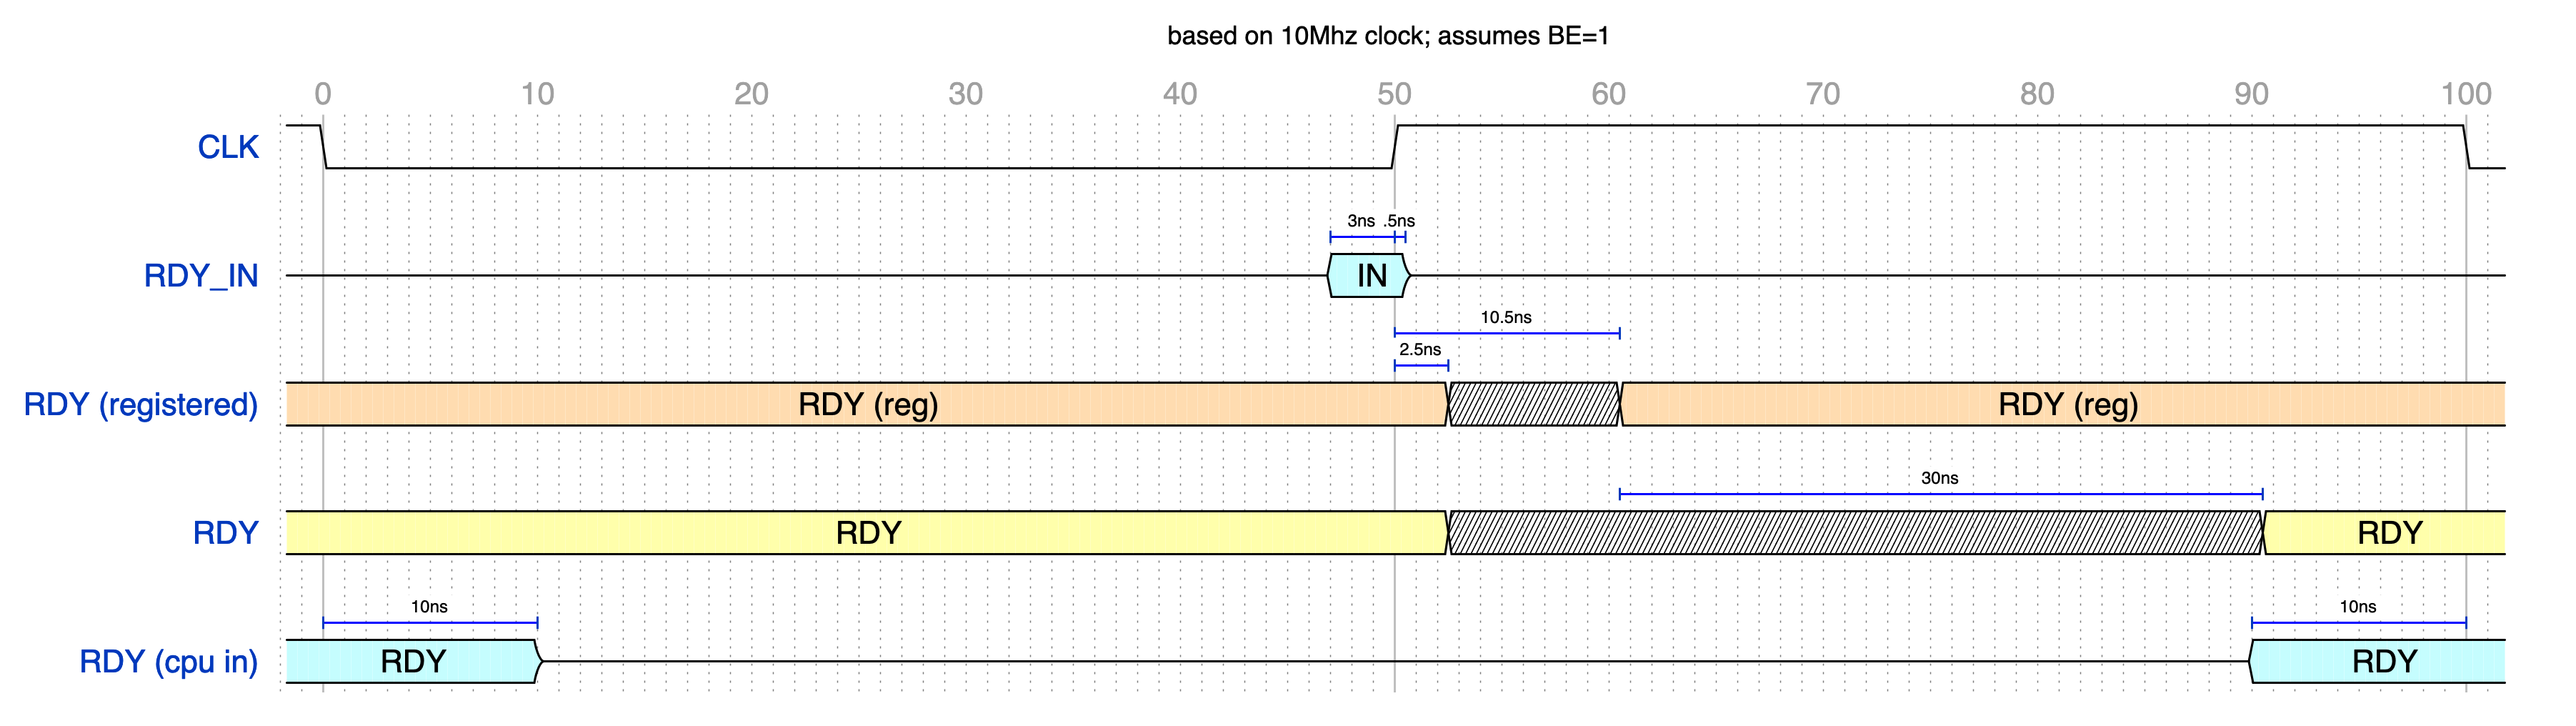 based on 10Mhz clock; assumes BE=1
0 10 20 30 40 50 60 70 80 90 100
CLK
3ns .5ns
RDY_IN IN
10.5ns
2.5ns
RDY (registered) RDY (reg) RDY (reg)
30ns
RDY RDY RDY
10ns 10ns
RDY (cpu in) RDY RDY